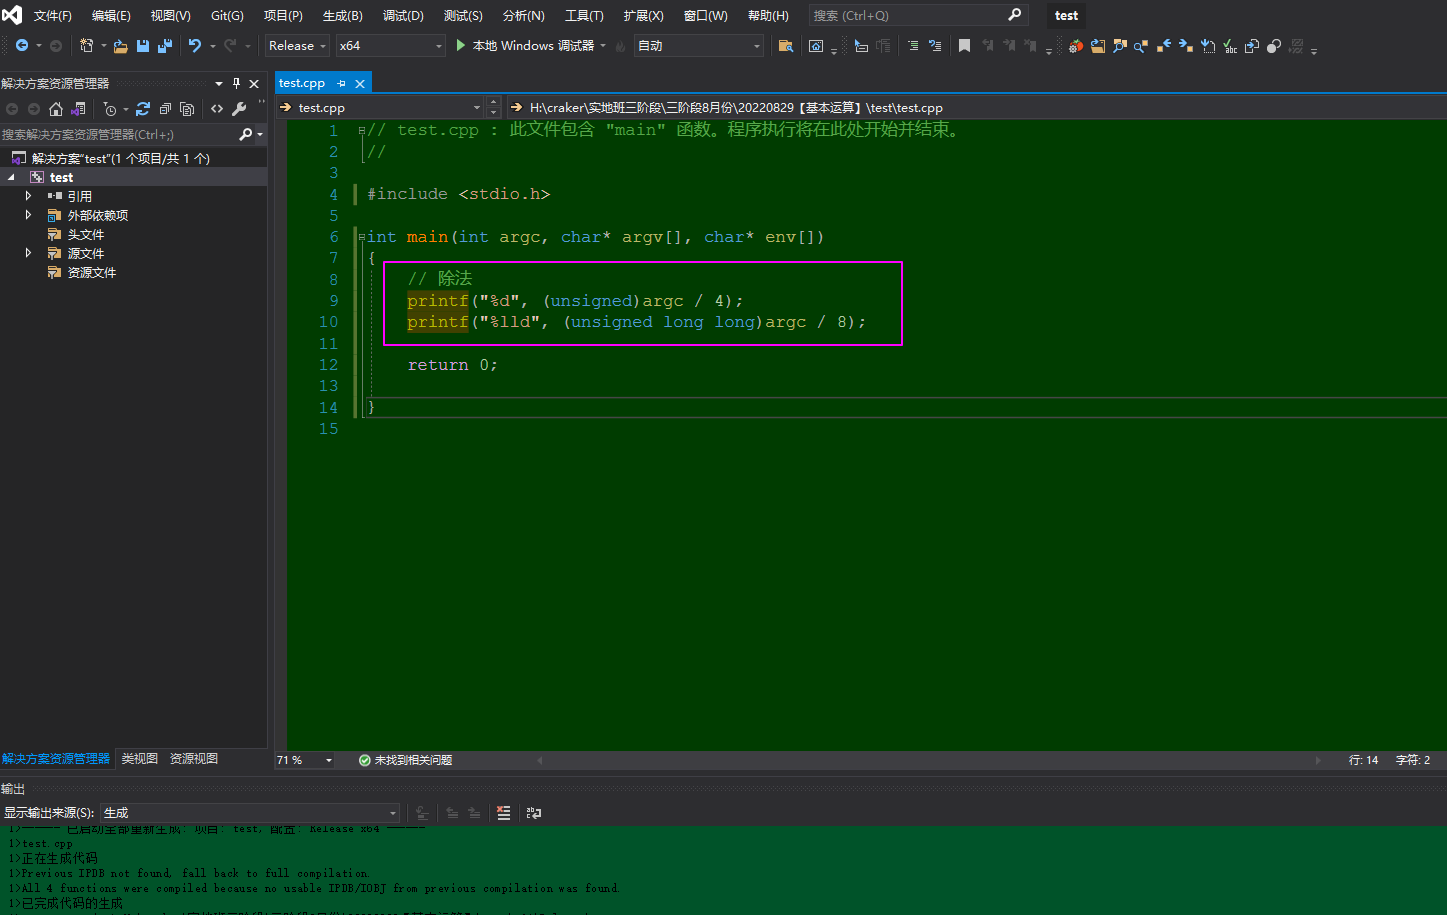 文件(F) 编辑(E) 视图(V) Git(G) 项目(P) 生成(B) 调试(D) 测试(S) 分析(N) 工具(T) 扩展(X) 窗口(W) 帮助(H) 搜索 (Ctrl+Q) test
Release x64 本地 Windows 调试器 自动
解决方案资源管理器
搜索解决方案资源管理器(Ctrl+;)
解决方案"test"(1 个项目/共 1 个)
test
引用
外部依赖项
头文件
源文件
资源文件
解决方案资源管理器 类视图 资源视图
test.cpp
test.cpp H:\craker\实地班三阶段\三阶段8月份\20220829【基本运算】\test\test.cpp
1 // test.cpp : 此文件包含 "main" 函数。程序执行将在此处开始并结束。
2 //
3
4 #include <stdio.h>
5
6 int main(int argc, char* argv[], char* env[])
7 {
8 // 除法
9 printf("%d", (unsigned)argc / 4);
10 printf("%lld", (unsigned long long)argc / 8);
11
12 return 0;
13
14 }
15
71 % 未找到相关问题 行: 14 字符: 2
输出
显示输出来源(S): 生成
1>------ 已启动全部重新生成: 项目: test, 配置: Release x64 ------
1>test.cpp
1>正在生成代码
1>Previous IPDB not found, fall back to full compilation.
1>All 4 functions were compiled because no usable IPDB/IOBJ from previous compilation was found.
1>已完成代码的生成